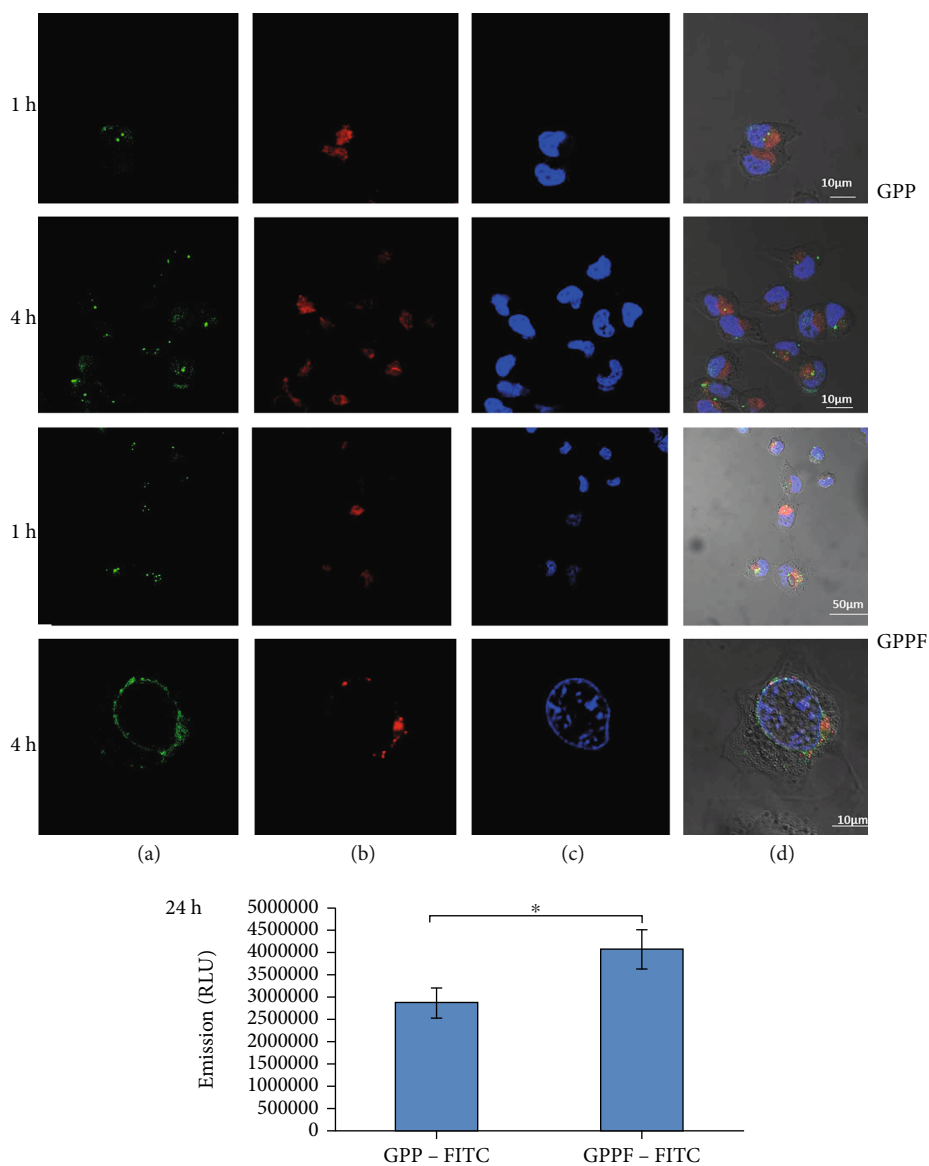 1 h
10µm
GPP
4 h
10µm
1 h
50µm
GPPF
4 h
10µm
(a) (b) (c) (d)
24 h
*
Emission (RLU)
5000000
4500000
4000000
3500000
3000000
2500000
2000000
1500000
1000000
500000
0
GPP – FITC GPPF – FITC